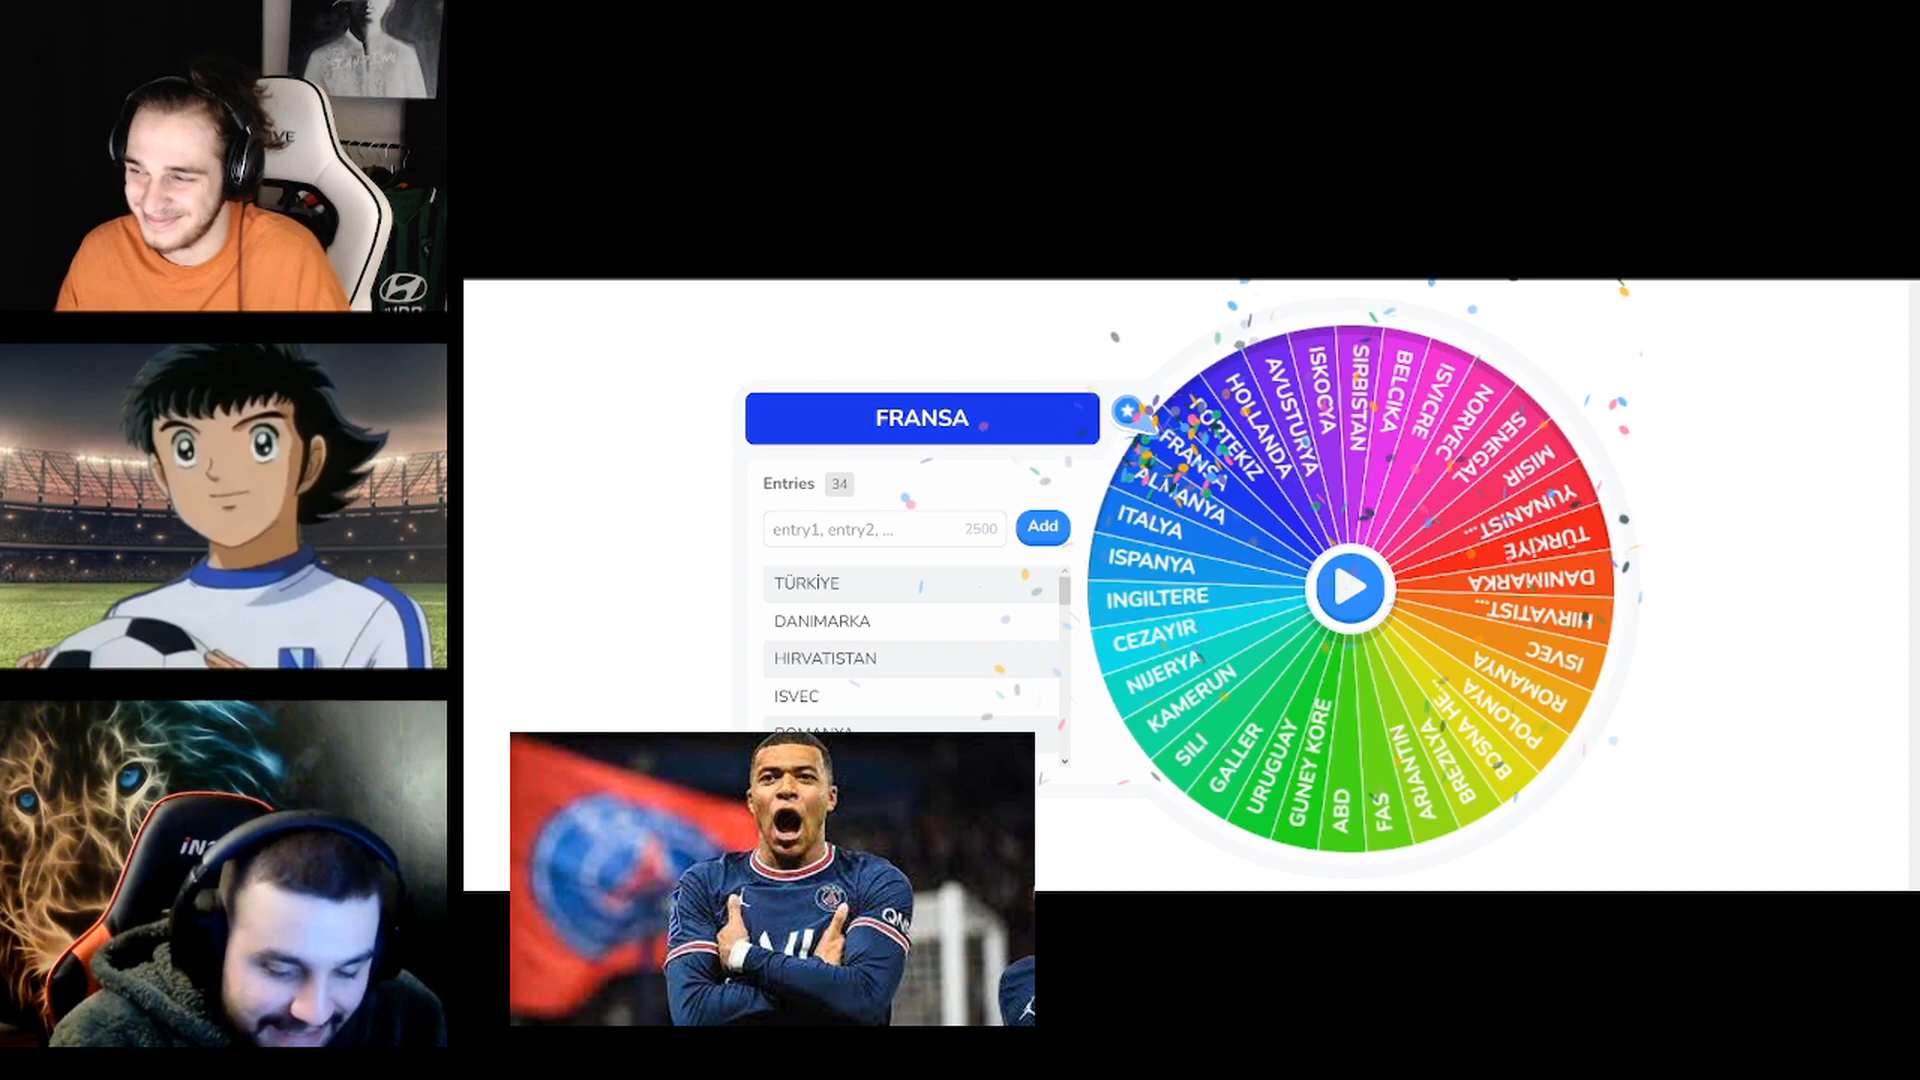 FRANSA
Entries 34
entry1, entry2, ...
2500
Add
TÜRKİYE
DANIMARKA
HIRVATISTAN
ISVEC
ROMANYA
SIRBISTAN
BELCIKA
ISVICRE
NORVEC
SENEGAL
MISIR
YUNANIST...
TÜRKİYE
DANIMARKA
HIRVATIST...
ISVEC
ROMANYA
POLONYA
BOSNA HE...
BREZILYA
ARJANTIN
FAS
ABD
GUNEY KORE
URUGUAY
GALLER
SILI
KAMERUN
NIJERYA
CEZAYIR
INGILTERE
ISPANYA
ITALYA
ALMANYA
FRANSA
PORTEKIZ
HOLLANDA
AVUSTURYA
ISKOCYA